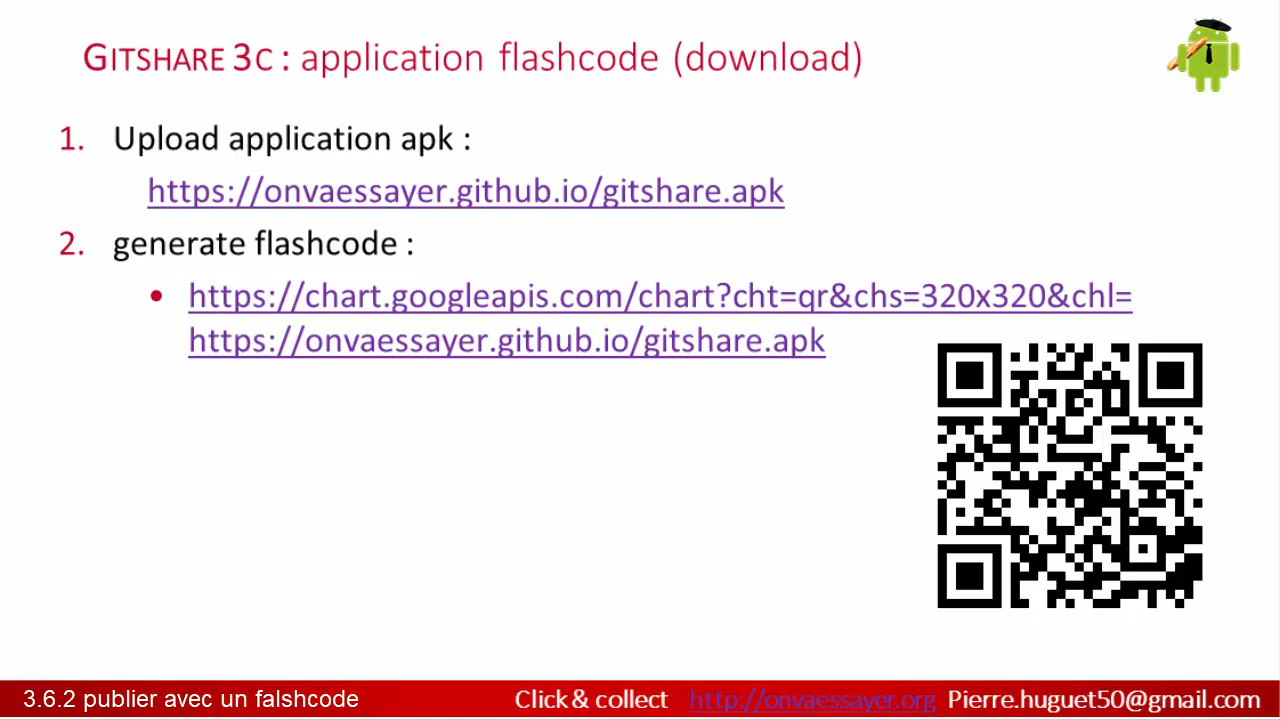 GITSHARE 3C : application flashcode (download)
1. Upload application apk :
https://onvaessayer.github.io/gitshare.apk
2. generate flashcode :
• https://chart.googleapis.com/chart?cht=qr&chs=320x320&chl=
https://onvaessayer.github.io/gitshare.apk
3.6.2 publier avec un falshcode
Click & collect http://onvaessayer.org Pierre.huguet50@gmail.com